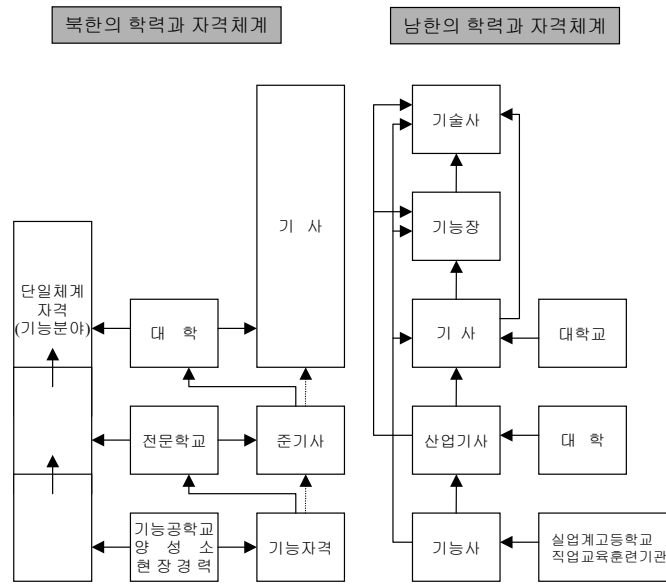 북한의 학력과 자격체계
남한의 학력과 자격체계
기 사
단일체계
자격
(기능분야)
대 학
전문학교
준기사
기능공학교
양 성 소
현 장 경 력
기능자격
기술사
기능장
기 사
대학교
산업기사
대 학
기능사
실업계고등학교
직업교육훈련기관